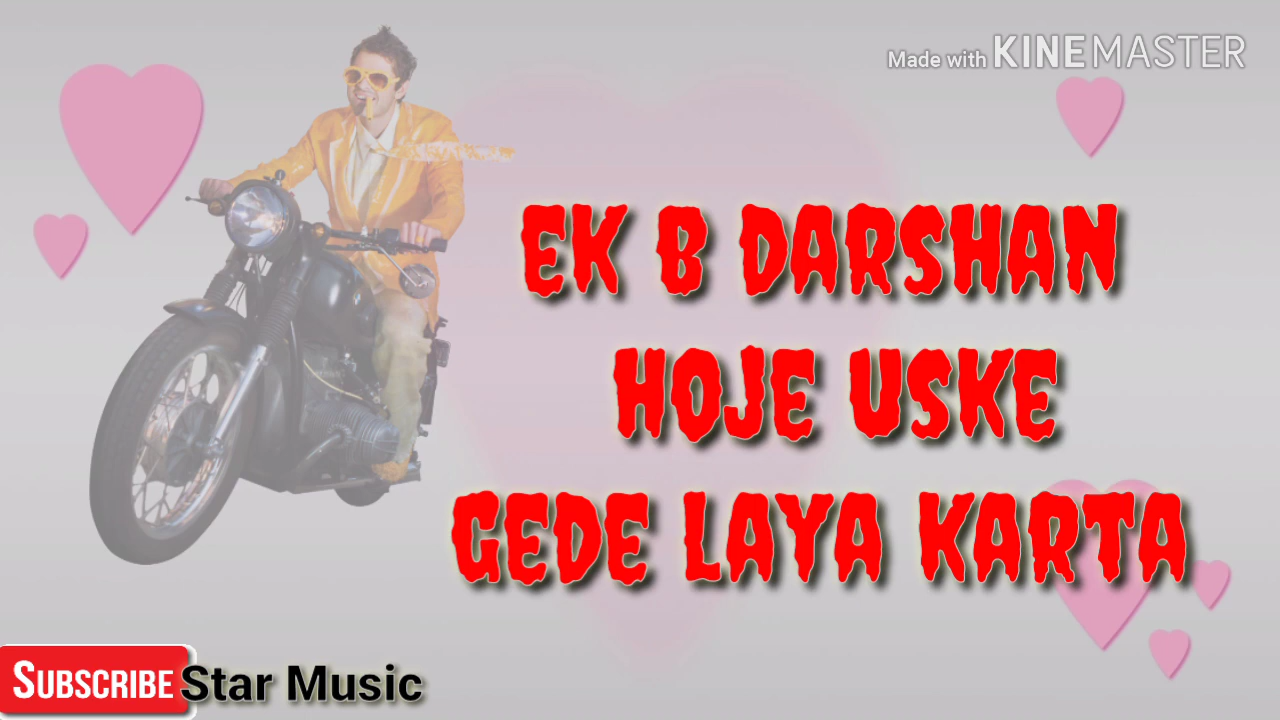 Made with KINEMASTER
EK B DARSHAN
HOJE USKE
GEDE LAYA KARTA
SUBSCRIBE Star Music